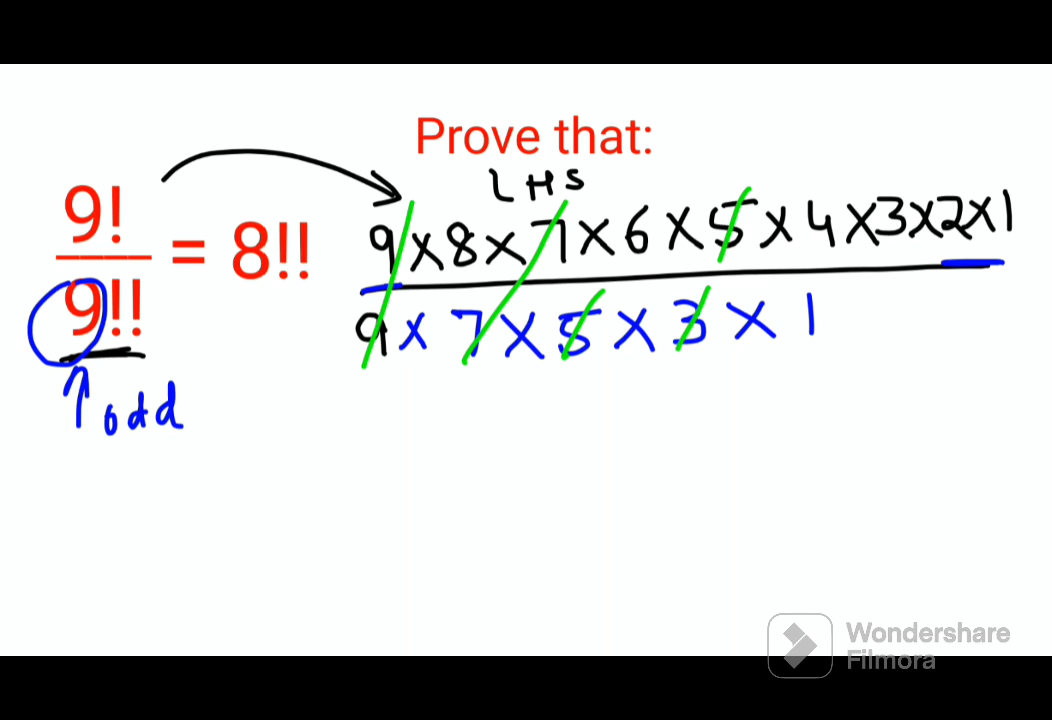 Prove that:
LHS
9!
9!!
= 8!!
9 × 8 × 7 × 6 × 5 × 4 × 3 × 2 × 1
9 × 7 × 5 × 3 × 1
odd
Wondershare
Filmora